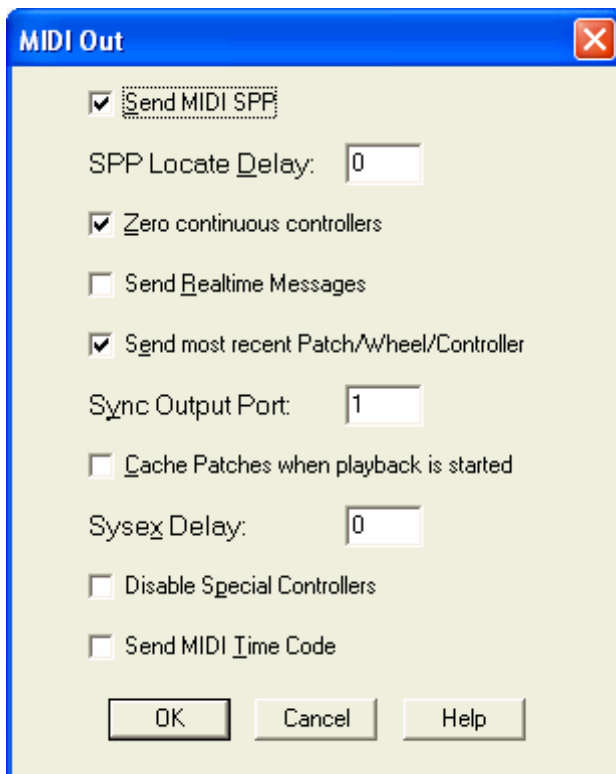 MIDI Out
Send MIDI SPP
SPP Locate Delay: 0
Zero continuous controllers
Send Realtime Messages
Send most recent Patch/Wheel/Controller
Sync Output Port: 1
Cache Patches when playback is started
Sysex Delay: 0
Disable Special Controllers
Send MIDI Time Code
OK Cancel Help